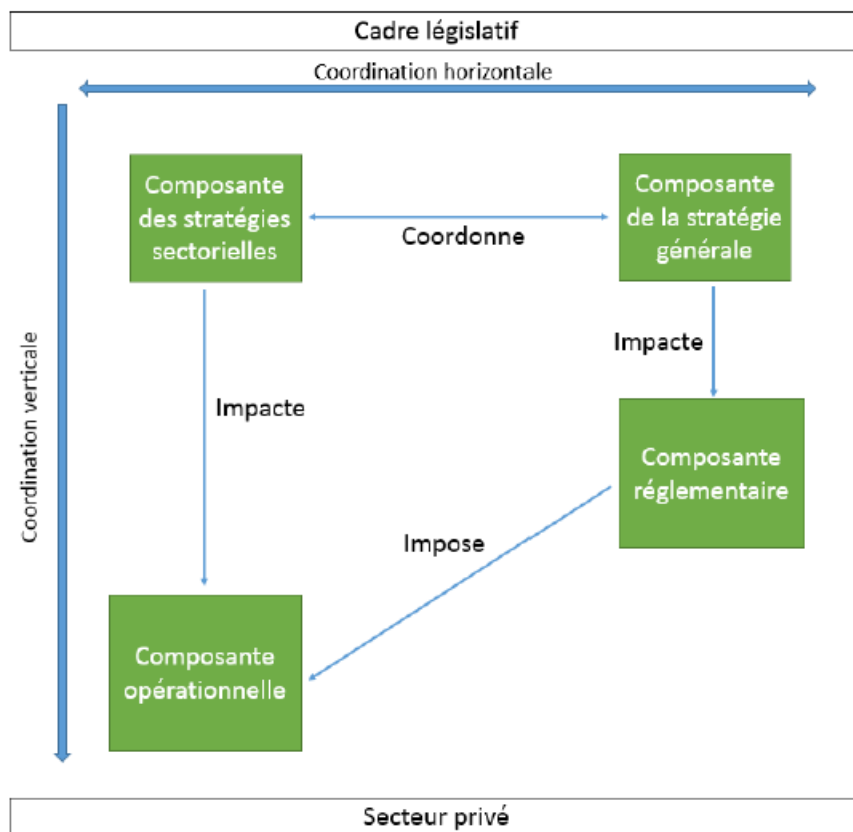 Cadre législatif
Coordination horizontale
Composante
des stratégies
sectorielles
Composante
de la stratégie
générale
Coordonne
Impacte
Impacte
Coordination verticale
Composante
réglementaire
Impose
Composante
opérationnelle
Secteur privé